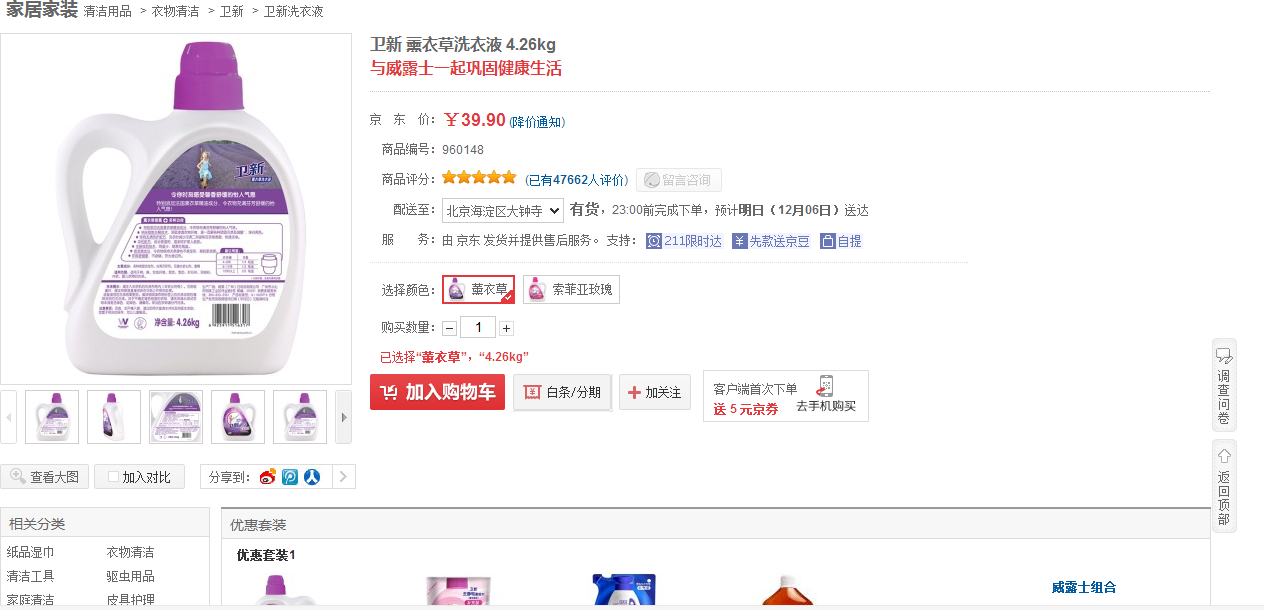 家居家装 清洁用品 > 衣物清洁 > 卫新 > 卫新洗衣液
卫新 薰衣草洗衣液 4.26kg
与威露士一起巩固健康生活
京 东 价： ￥39.90 (降价通知)
商品编号： 960148
商品评分： (已有47662人评价) 留言咨询
配送至： 北京海淀区大钟寺 有货，23:00前完成下单，预计明日（12月06日）送达
服 务： 由 京东 发货并提供售后服务。 支持： 211限时达 ￥先款送京豆 自提
选择颜色： 薰衣草 索菲亚玫瑰
购买数量： - 1 +
已选择“薰衣草”，“4.26kg”
加入购物车 白条/分期 +加关注
客户端首次下单
送 5 元京券 去手机购买
卫新
净含量: 4.26kg
查看大图 加入对比 分享到：
调查问卷
返回顶部
相关分类
纸品湿巾 衣物清洁
清洁工具 驱虫用品
家庭清洁 皮具护理
优惠套装
优惠套装1
威露士组合